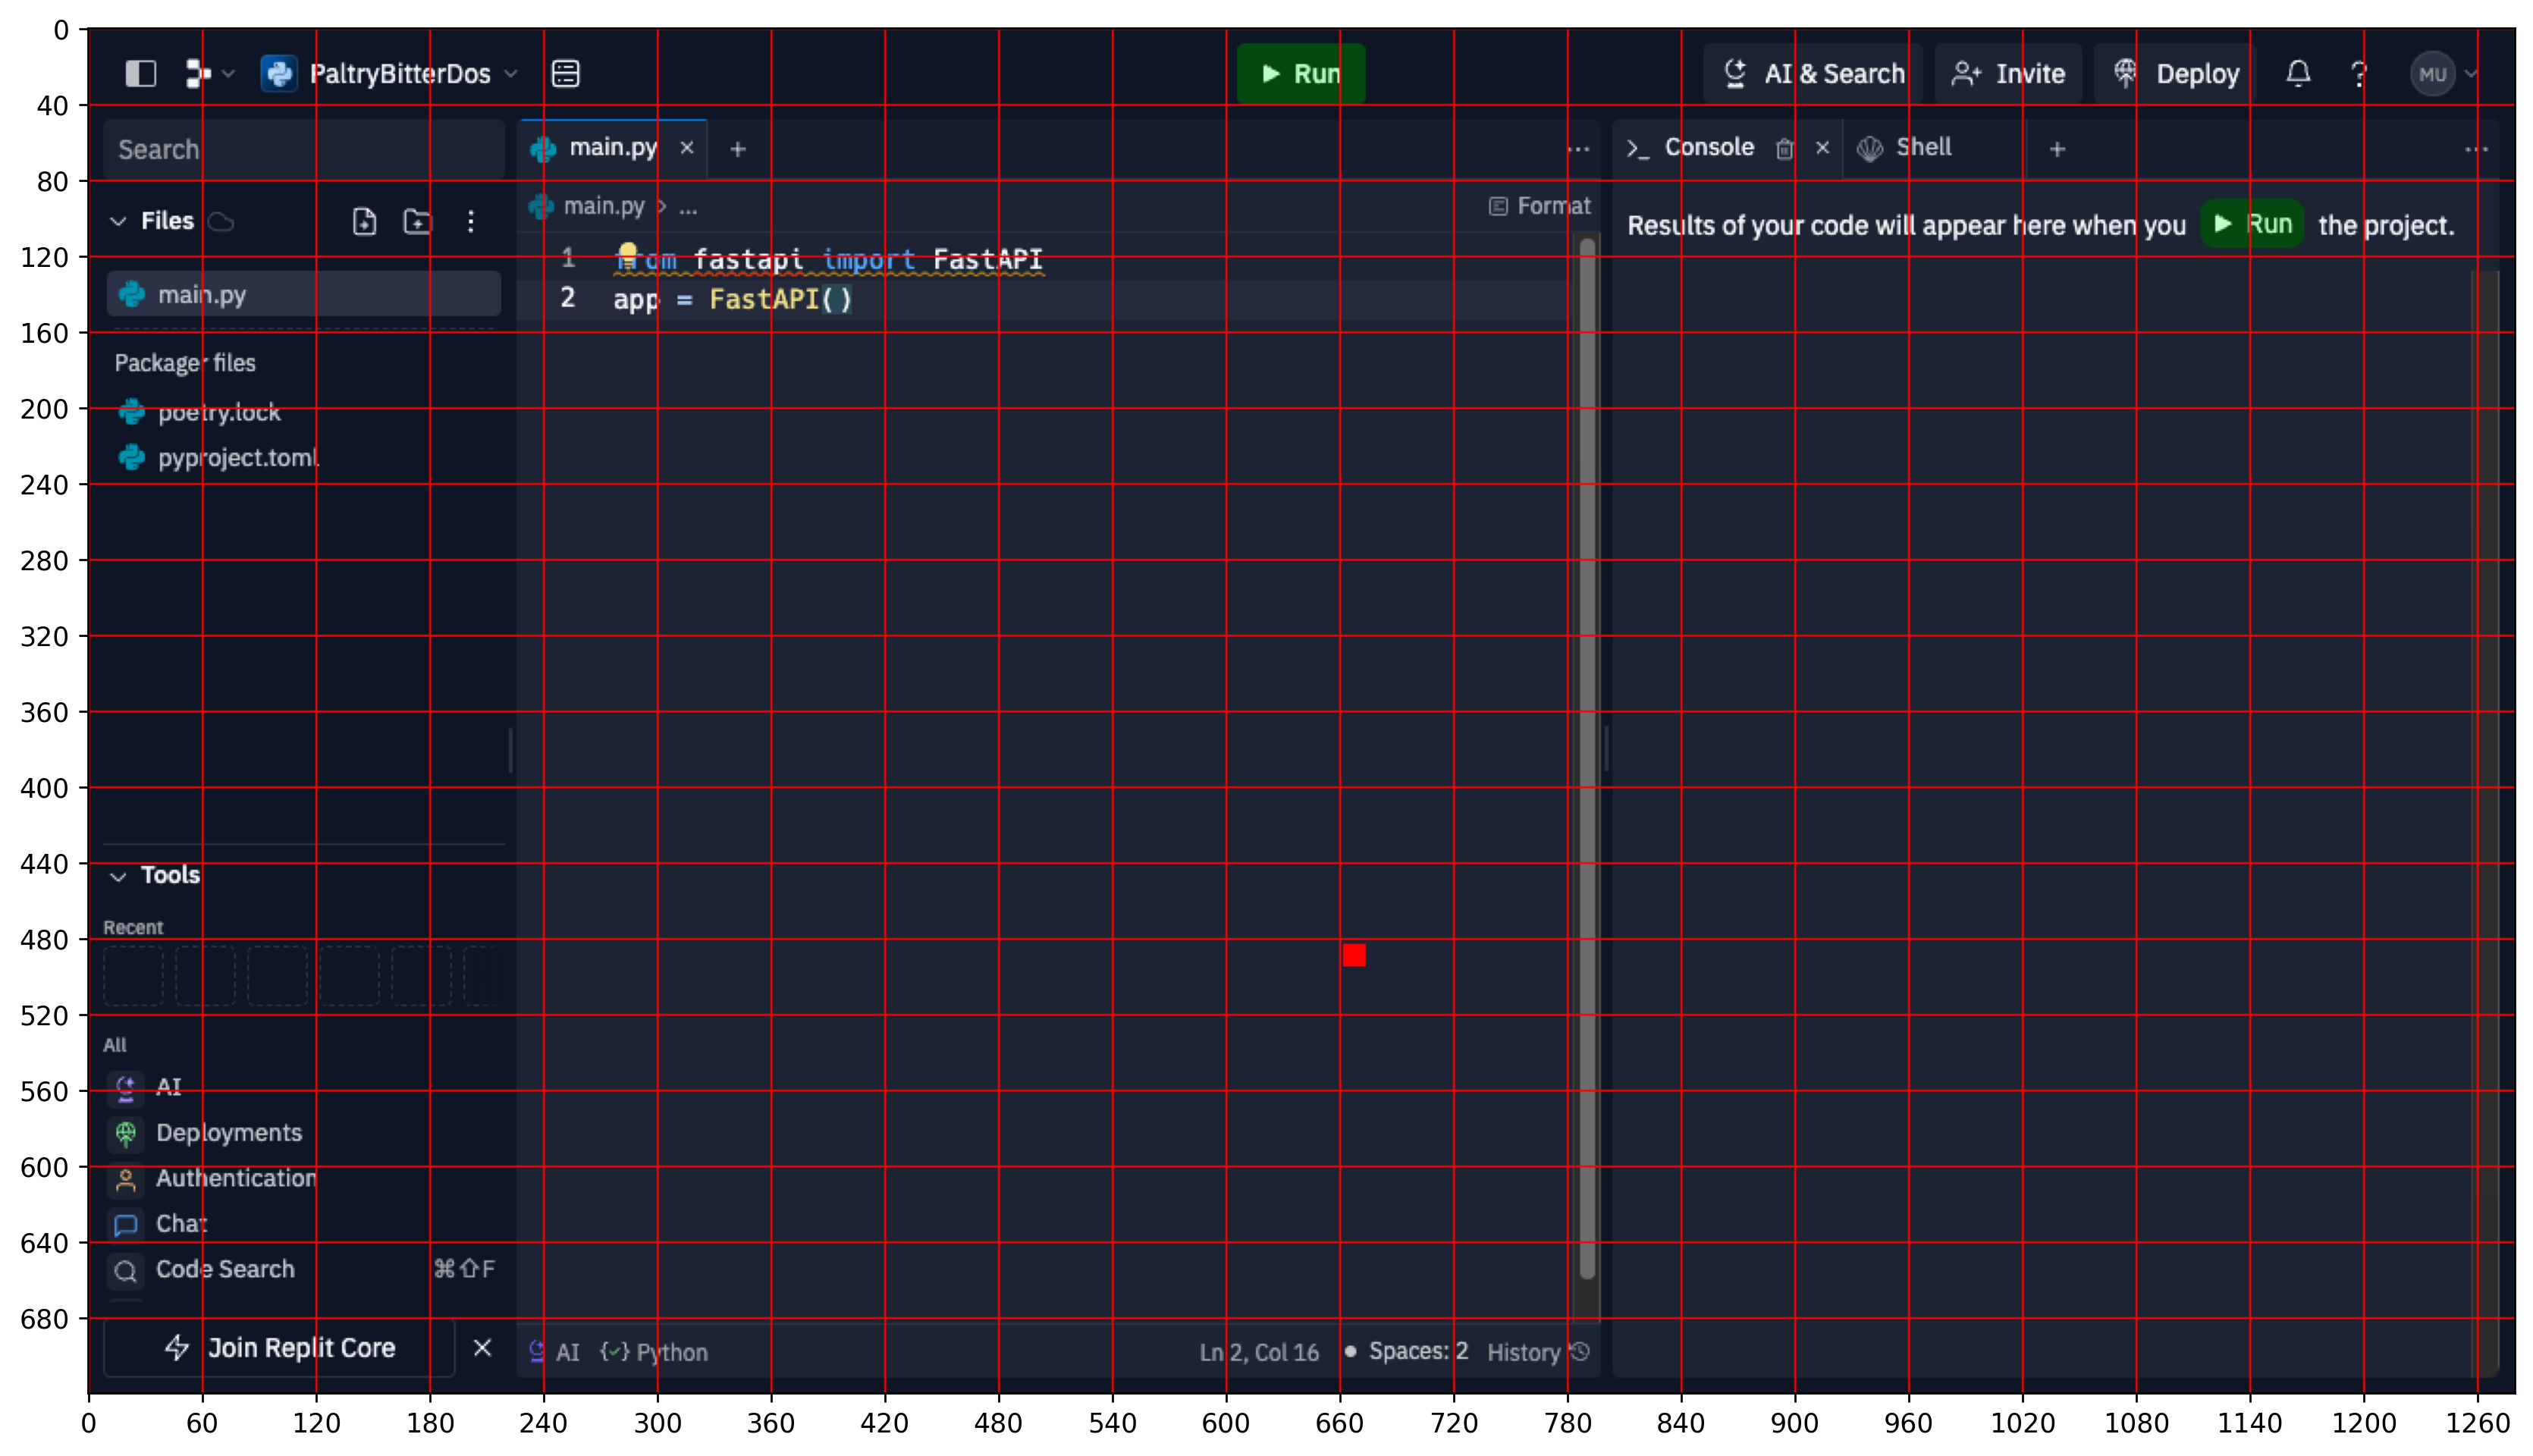 PaltryBitterDos
Run
AI & Search
Invite
Deploy
?
MU
Search
Files
main.py
Packager files
poetry.lock
pyproject.toml
Tools
Recent
All
AI
Deployments
Authentication
Chat
Code Search ⌘⇧F
Join Replit Core
main.py
main.py > ...
Format
1 from fastapi import FastAPI
2 app = FastAPI()
AI
Python
Ln 2, Col 16
Spaces: 2
History
Console
Shell
Results of your code will appear here when you Run the project.
0
40
80
120
160
200
240
280
320
360
400
440
480
520
560
600
640
680
0 60 120 180 240 300 360 420 480 540 600 660 720 780 840 900 960 1020 1080 1140 1200 1260